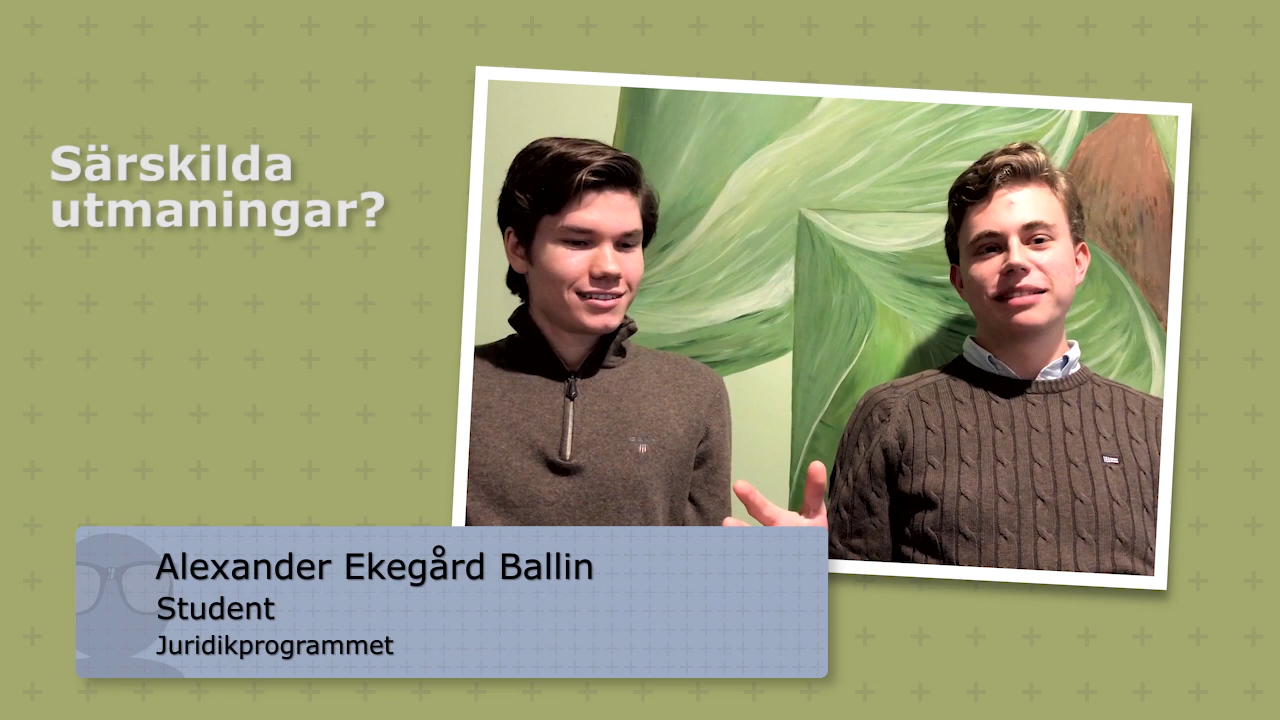 Särskilda
utmaningar?
Alexander Ekegård Ballin
Student
Juridikprogrammet